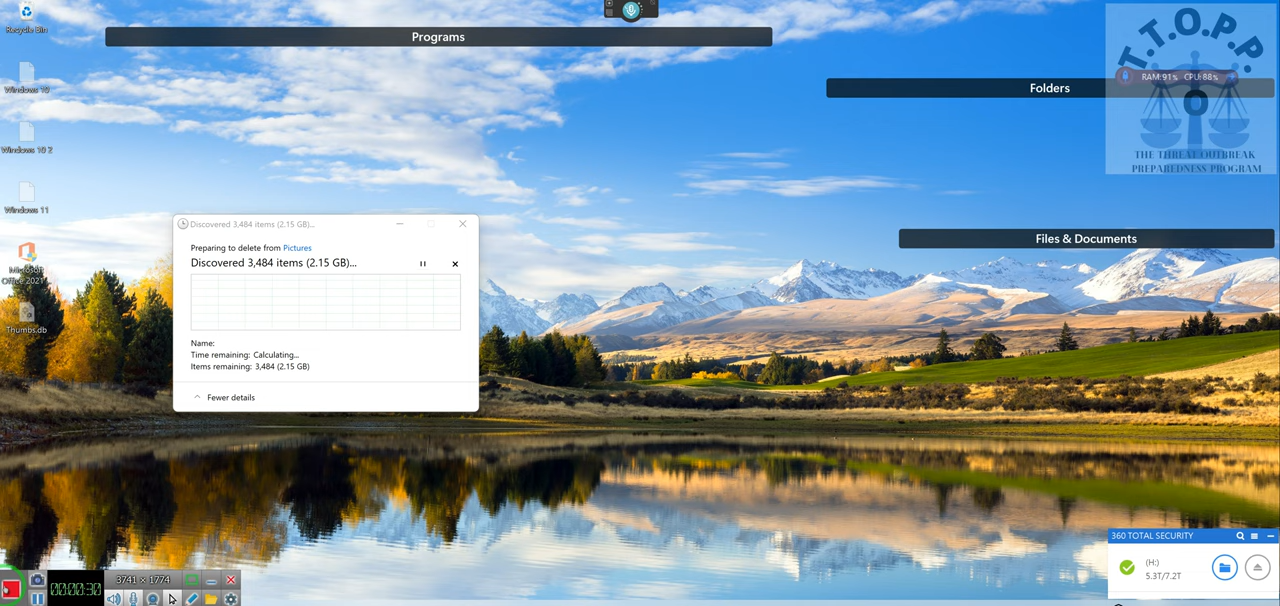 Recycle Bin
Programs
T.T.O.P.P.
RAM:91% CPU:88%
Folders
O
THE THREAT OUTBREAK
PREPAREDNESS PROGRAM
Windows 10
Windows 10 2
Windows 11
Microsoft
Office 2021
Thumbs.db
Discovered 3,484 items (2.15 GB)...
Preparing to delete from Pictures
Discovered 3,484 items (2.15 GB)...
Name:
Time remaining: Calculating...
Items remaining: 3,484 (2.15 GB)
Fewer details
Files & Documents
360 TOTAL SECURITY
(H:)
5.3T/7.2T
00:00:30
3741 × 1774